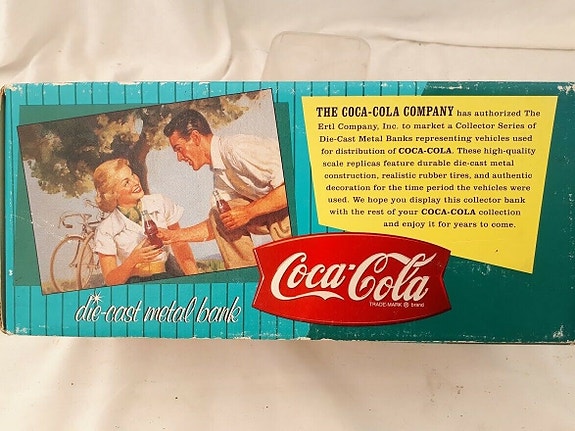 THE COCA-COLA COMPANY has authorized The
Ertl Company, Inc. to market a Collector Series of
Die-Cast Metal Banks representing vehicles used
for distribution of COCA-COLA. These high-quality
scale replicas feature durable die-cast metal
construction, realistic rubber tires, and authentic
decoration for the time period the vehicles were
used. We hope you display this collector bank
with the rest of your COCA-COLA collection
and enjoy it for years to come.
Coca-Cola
TRADE-MARK ® brand
die-cast metal bank